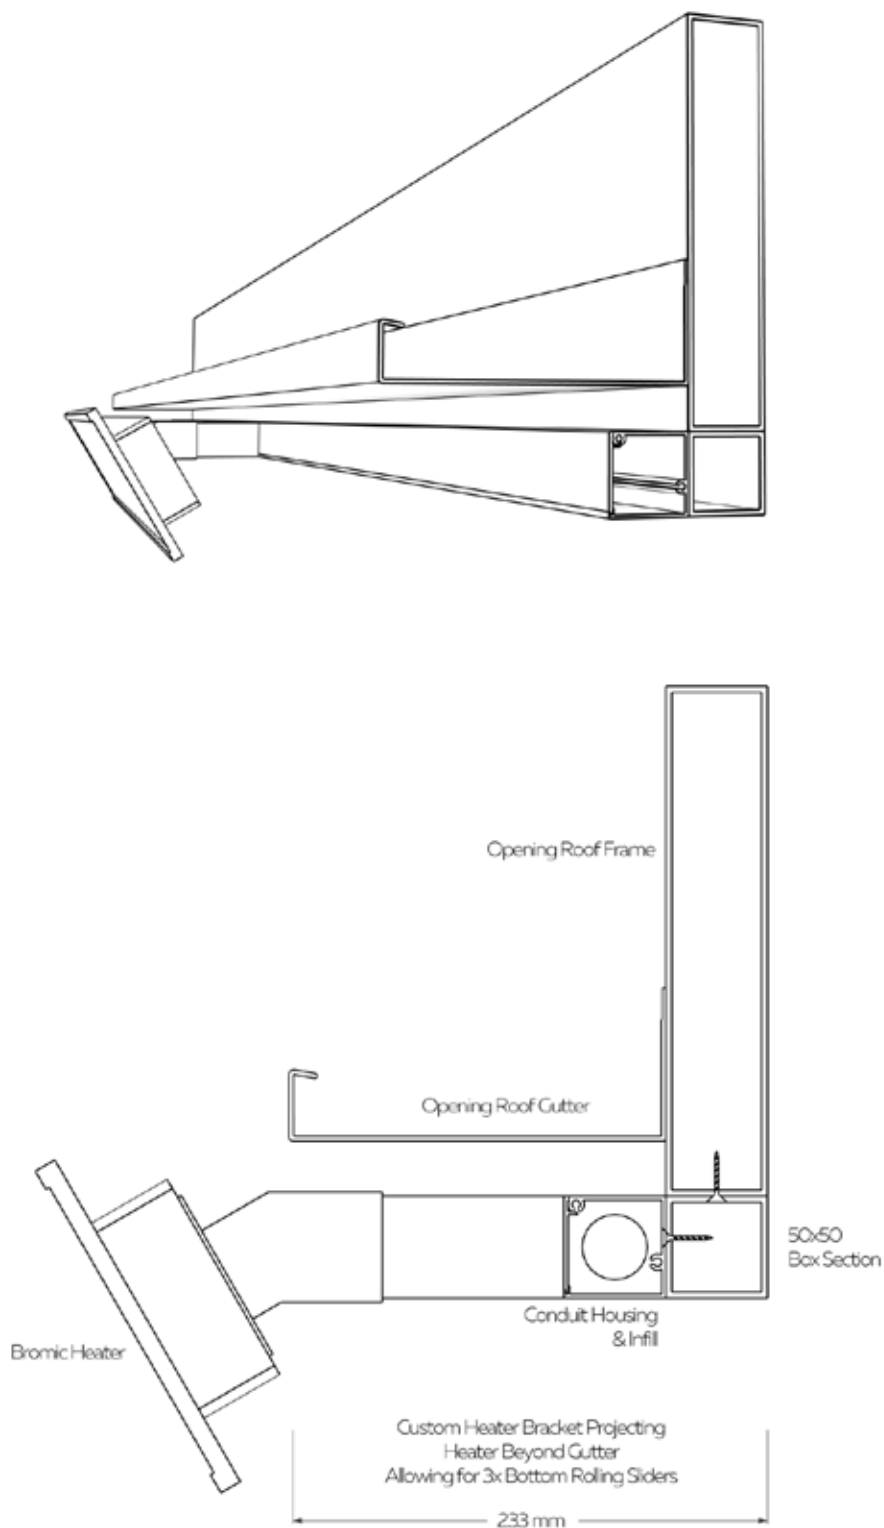 Opening Roof Frame
Opening Roof Gutter
50x50
Box Section
Conduit Housing
& Infill
Bromic Heater
Custom Heater Bracket Projecting
Heater Beyond Gutter
Allowing for 3x Bottom Rolling Sliders
233 mm